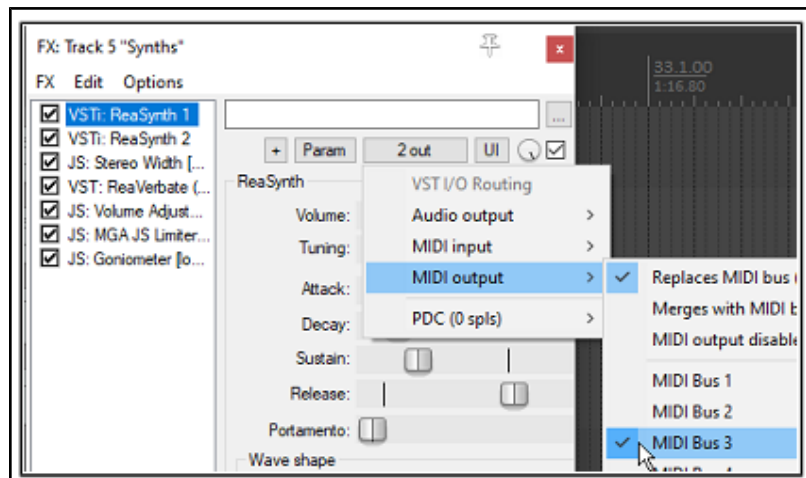 FX: Track 5 "Synths"
FX Edit Options
VSTi: ReaSynth 1
VSTi: ReaSynth 2
JS: Stereo Width [...
VST: ReaVerbate (...
JS: Volume Adjust...
JS: MGA JS Limiter...
JS: Goniometer [lo...
...
+ Param 2 out UI
ReaSynth
Volume:
Tuning:
Attack:
Decay:
Sustain:
Release:
Portamento:
Wave shape
VST I/O Routing
Audio output >
MIDI input >
MIDI output >
PDC (0 spls) >
Replaces MIDI bus (
Merges with MIDI b
MIDI output disable
MIDI Bus 1
MIDI Bus 2
MIDI Bus 3
33.1.00
1:16.80